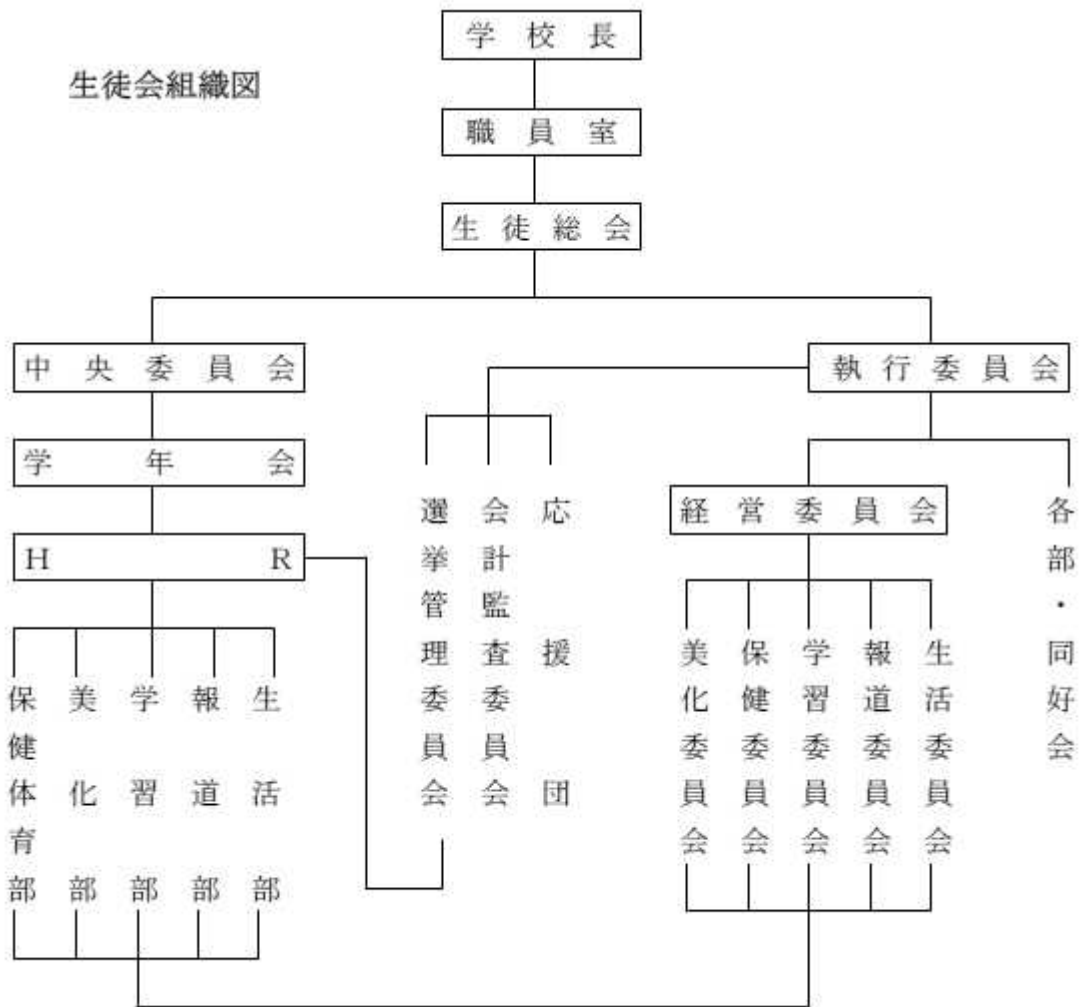 学校長
生徒会組織図
職員室
生徒総会
中央委員会
執行委員会
学年会
HR
選挙管理委員会
会計監査委員会
応援団
経営委員会
各部・同好会
保健体育部
美化部
学習部
報道部
生活部
美化委員会
保健委員会
学習委員会
報道委員会
生活委員会